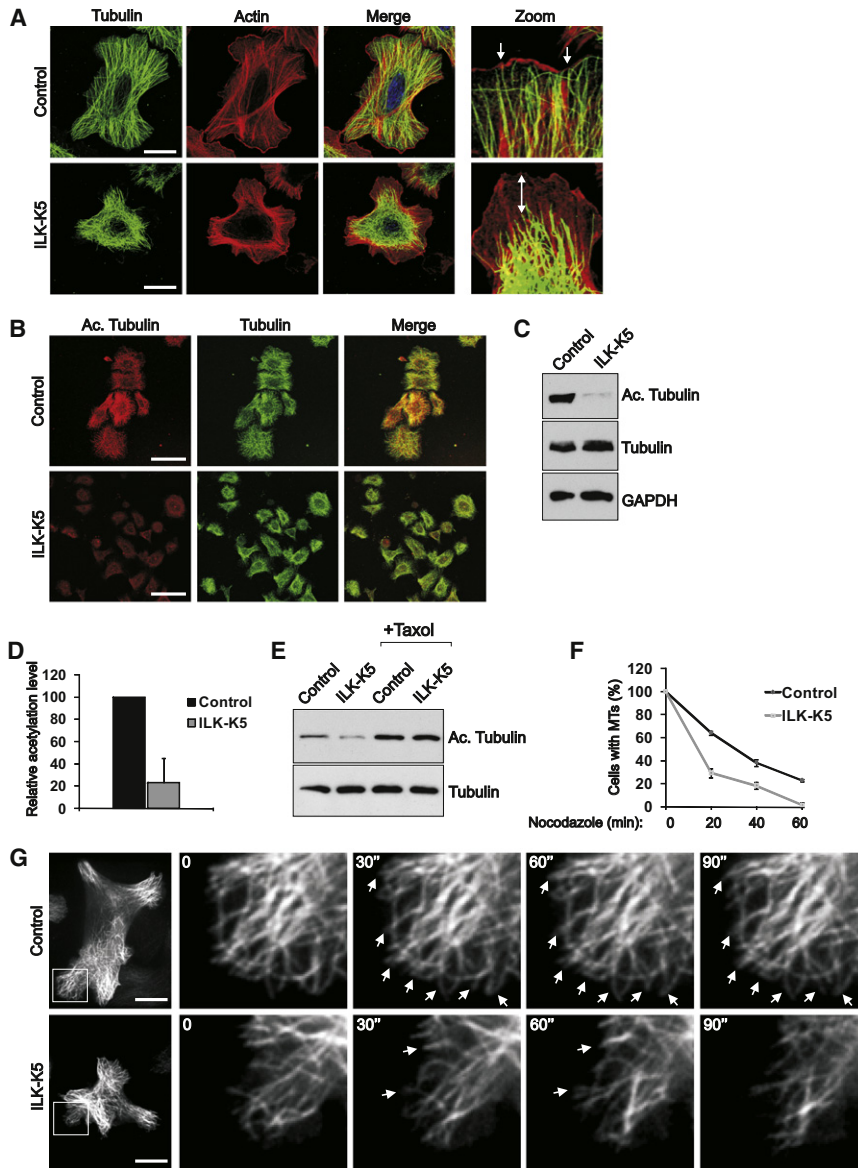 A
Tubulin Actin Merge Zoom
Control
ILK-K5
B
Ac. Tubulin Tubulin Merge
Control
ILK-K5
C
Control ILK-K5
Ac. Tubulin
Tubulin
GAPDH
D
Relative acetylation level
120
100
80
60
40
20
0
Control
ILK-K5
E
+Taxol
Control ILK-K5 Control ILK-K5
Ac. Tubulin
Tubulin
F
Cells with MTs (%)
120
100
80
60
40
20
0
Control
ILK-K5
Nocodazole (min): 0 20 40 60
G
Control
0 30" 60" 90"
ILK-K5
0 30" 60" 90"